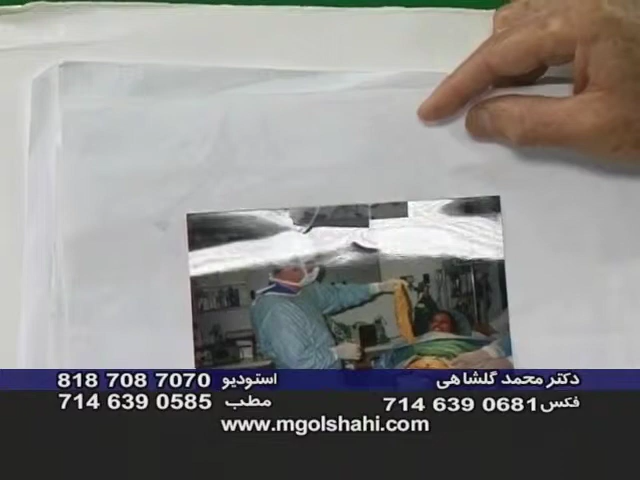 دکتر محمد گلشاهی استودیو 818 708 7070
فکس 714 639 0681 مطب 714 639 0585
www.mgolshahi.com